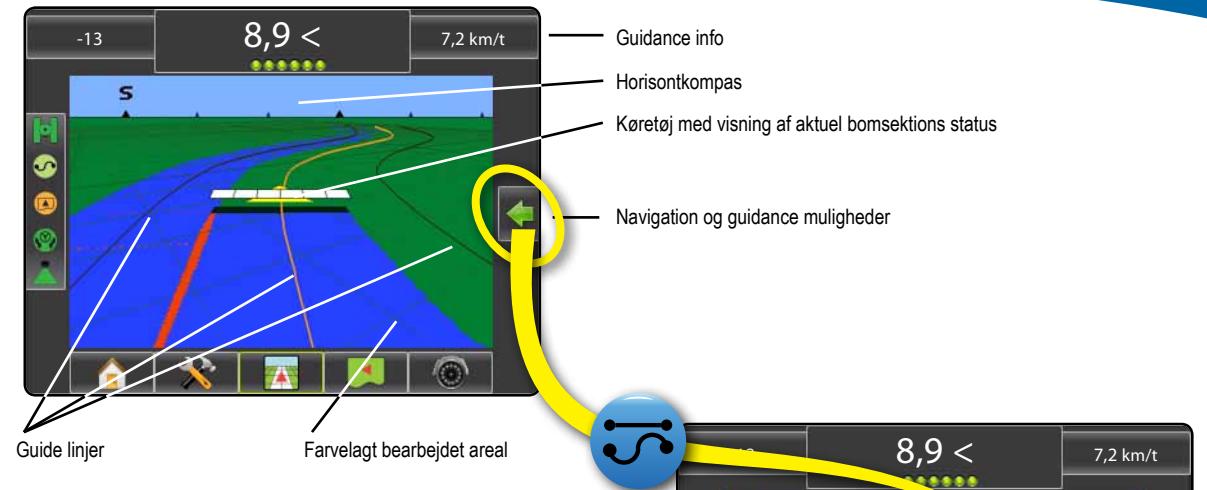 -13
8,9 <
7,2 km/t
Guidance info
Horisontkompas
S
Køretøj med visning af aktuel bomsektions status
Navigation og guidance muligheder
Guide linjer
Farvelagt bearbejdet areal
8,9 <
7,2 km/t